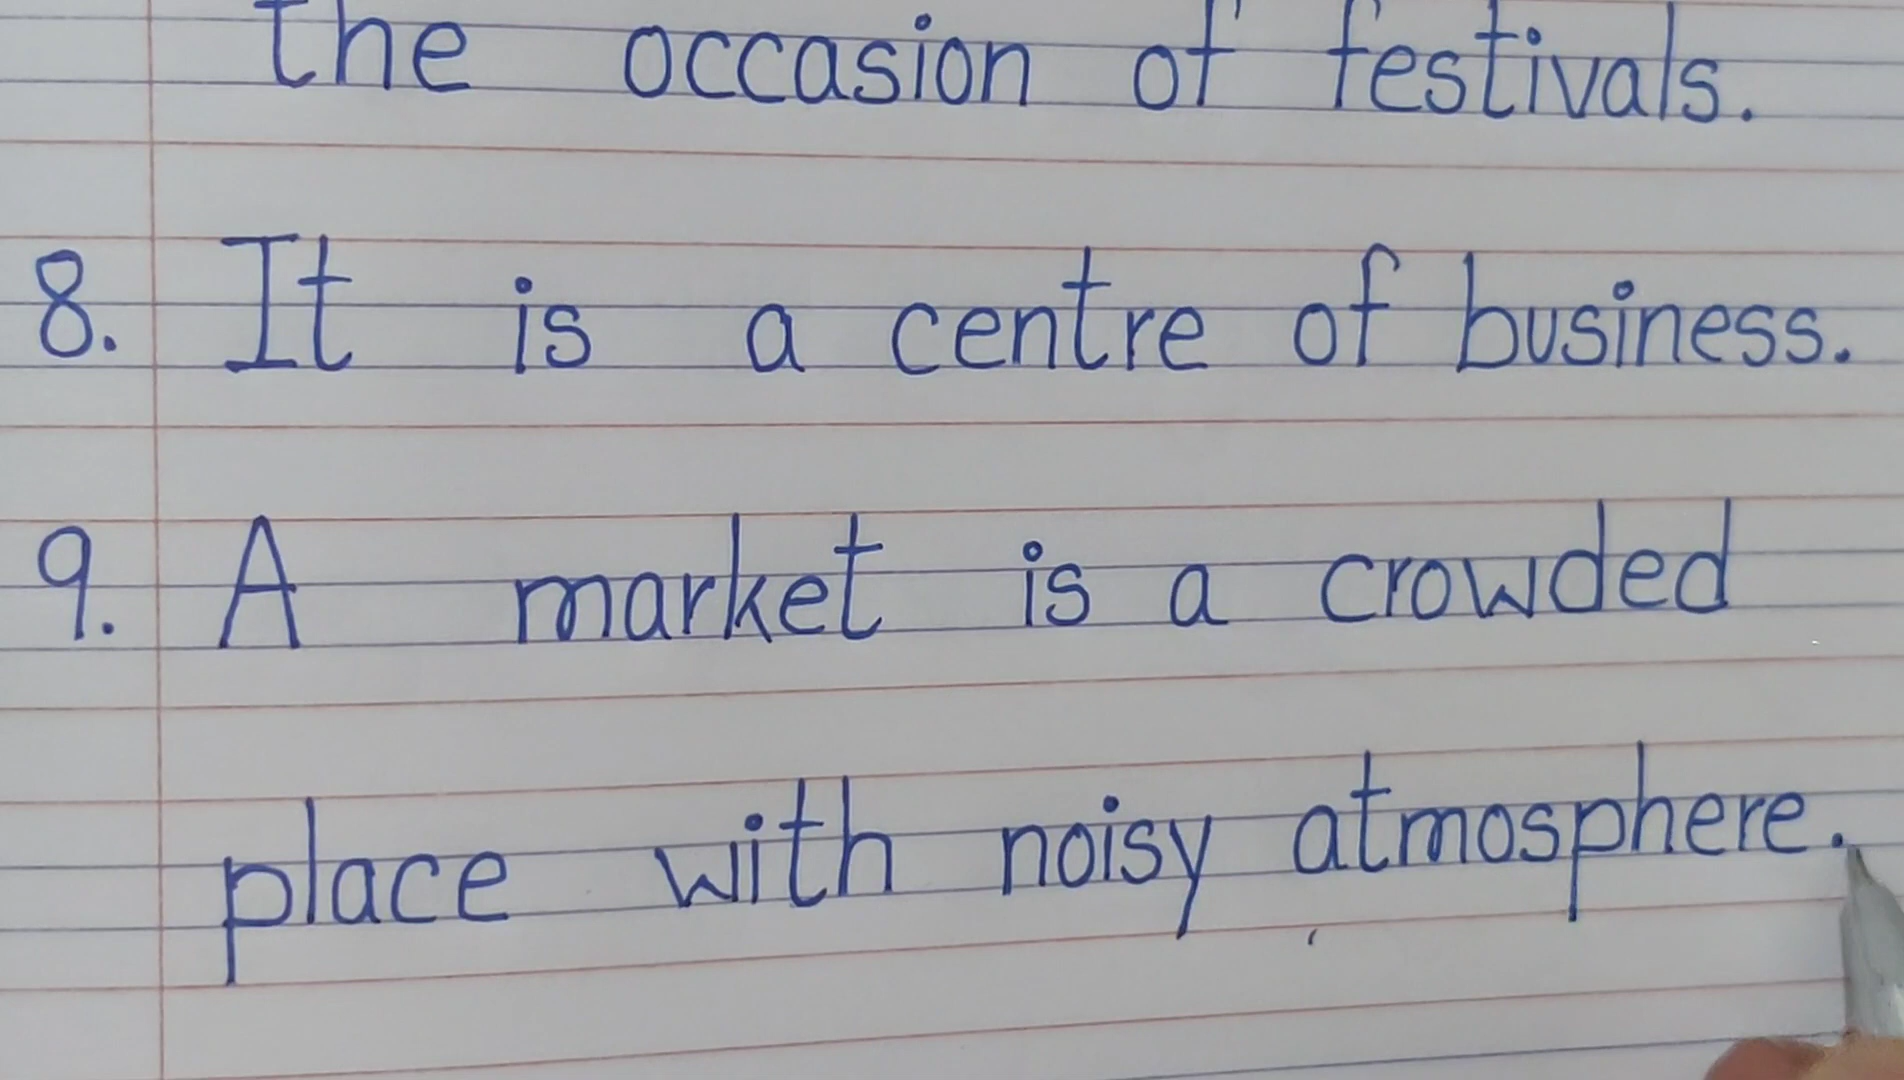 the occasion of festivals.
8. It is a centre of business.
9. A market is a crowded
place with noisy atmosphere.